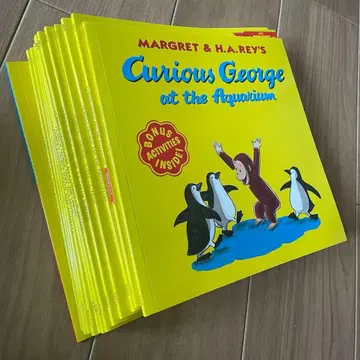 MARGRET & H.A.REY'S
Curious George
at the Aquarium
BONUS
ACTIVITIES
INSIDE!